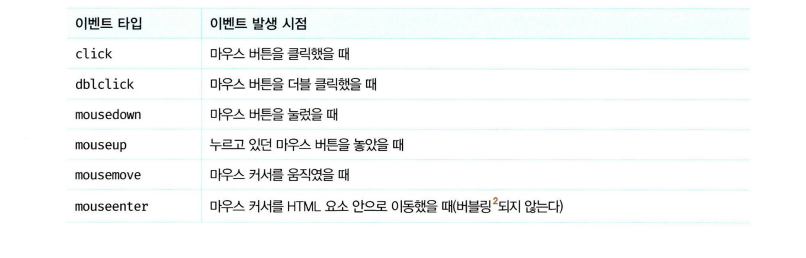 이벤트 타입 이벤트 발생 시점
click 마우스 버튼을 클릭했을 때
dblclick 마우스 버튼을 더블 클릭했을 때
mousedown 마우스 버튼을 눌렀을 때
mouseup 누르고 있던 마우스 버튼을 놓았을 때
mousemove 마우스 커서를 움직였을 때
mouseenter 마우스 커서를 HTML 요소 안으로 이동했을 때(버블링2되지 않는다)